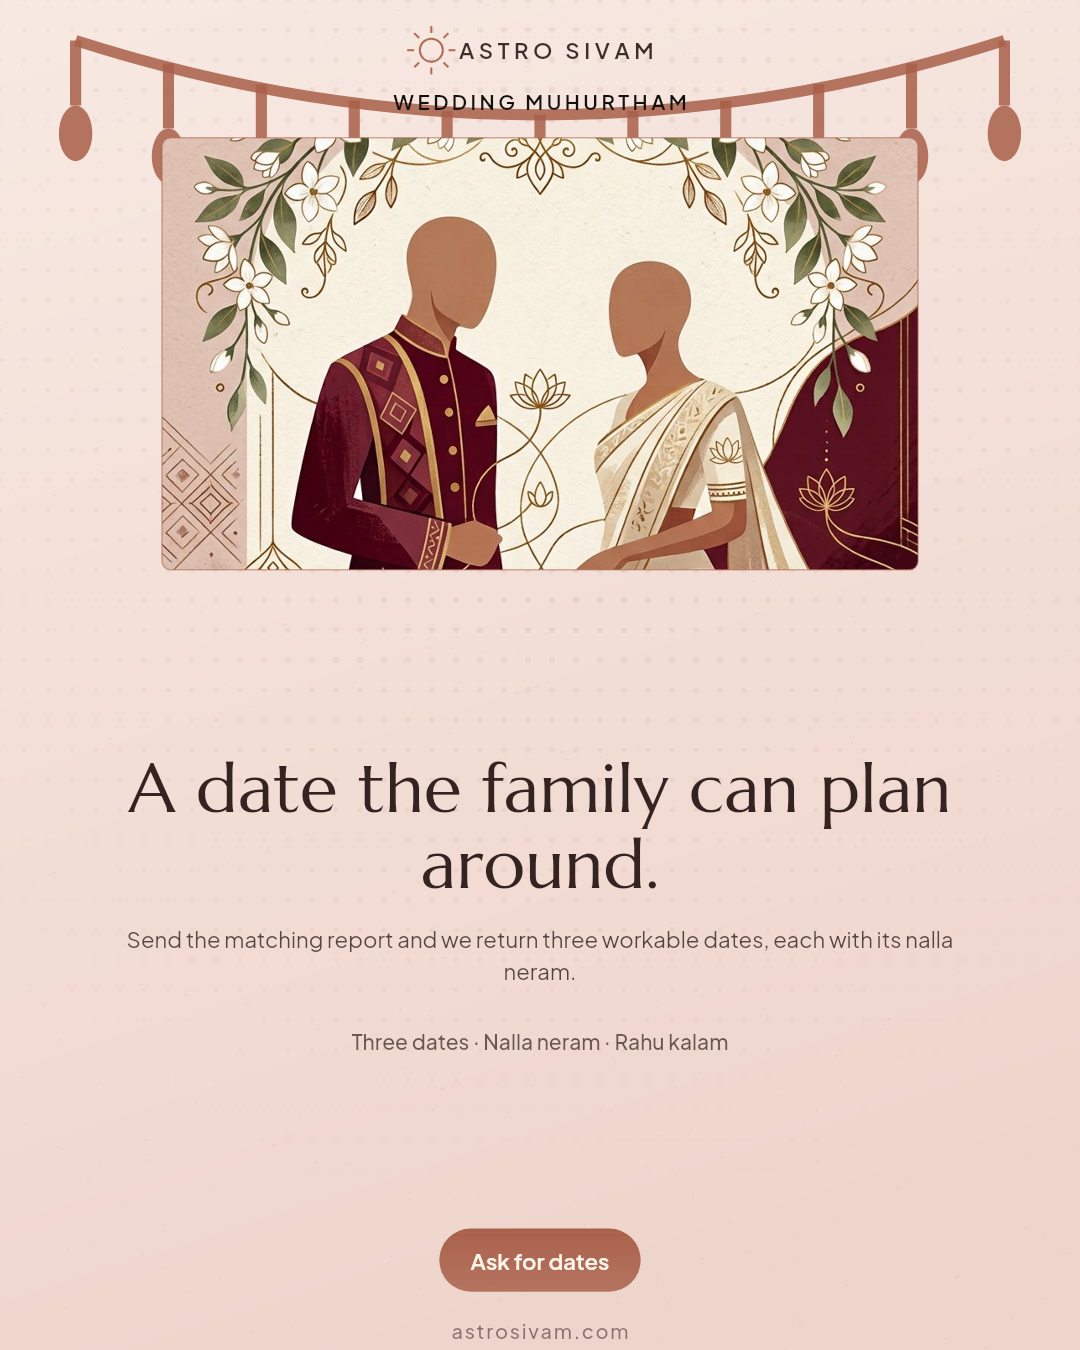 ASTRO SIVAM
WEDDING MUHURTHAM
A date the family can plan
around.
Send the matching report and we return three workable dates, each with its nalla
neram.
Three dates · Nalla neram · Rahu kalam
Ask for dates
astrosivam.com